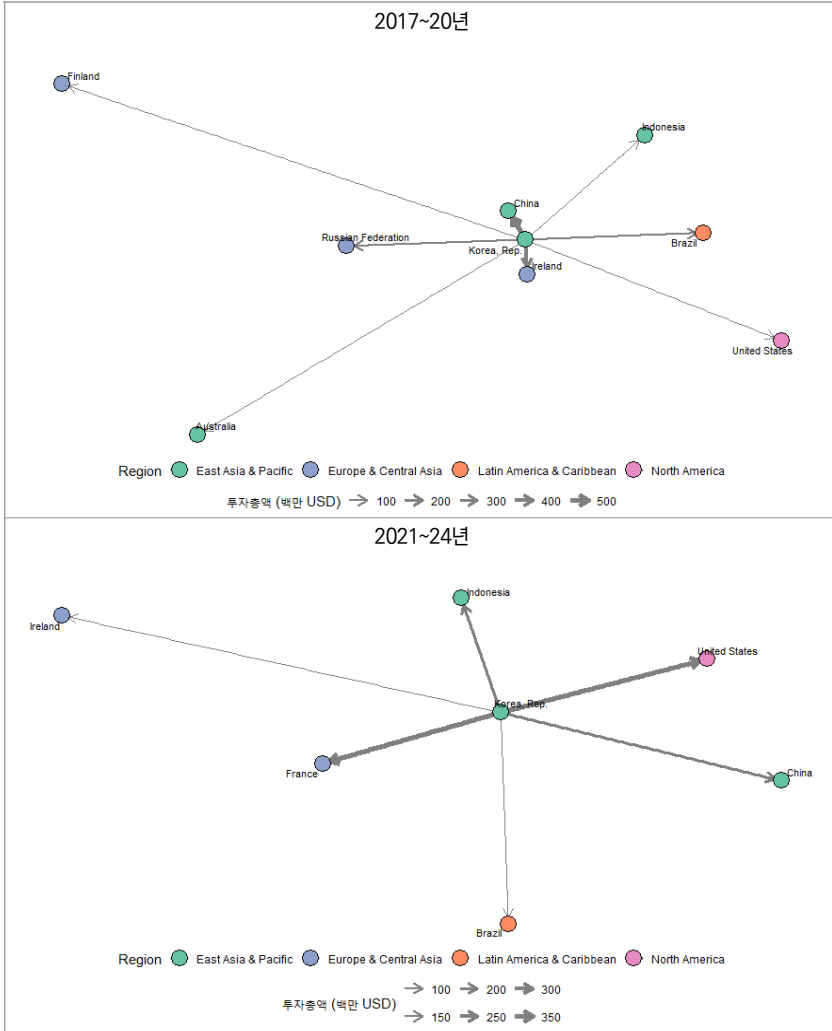 2017~20년
Finland
Indonesia
China
Russian Federation
Brazil
Korea, Rep.
Ireland
United States
Australia
Region East Asia & Pacific Europe & Central Asia Latin America & Caribbean North America
투자총액 (백만 USD) 100 200 300 400 500
2021~24년
Indonesia
Ireland
United States
Korea, Rep.
France
China
Brazil
Region East Asia & Pacific Europe & Central Asia Latin America & Caribbean North America
투자총액 (백만 USD)
100 200 300
150 250 350